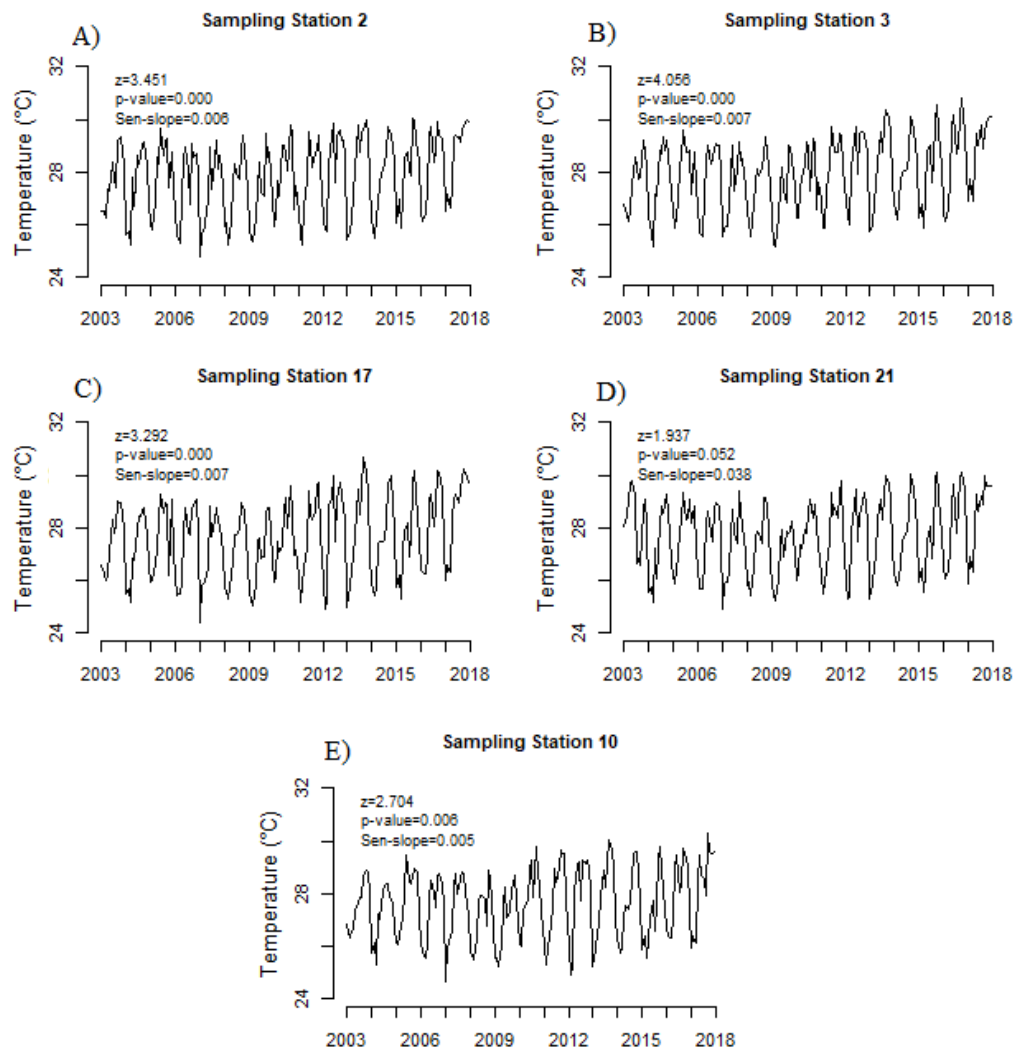 A) Sampling Station 2
B) Sampling Station 3
Temperature (°C)
32
28
24
z=3.451
p-value=0.000
Sen-slope=0.006
2003 2006 2009 2012 2015 2018
Temperature (°C)
32
28
24
z=4.056
p-value=0.000
Sen-slope=0.007
2003 2006 2009 2012 2015 2018
C) Sampling Station 17
D) Sampling Station 21
Temperature (°C)
32
28
24
z=3.292
p-value=0.000
Sen-slope=0.007
2003 2006 2009 2012 2015 2018
Temperature (°C)
32
28
24
z=1.937
p-value=0.052
Sen-slope=0.038
2003 2006 2009 2012 2015 2018
E) Sampling Station 10
Temperature (°C)
32
28
24
z=2.704
p-value=0.006
Sen-slope=0.005
2003 2006 2009 2012 2015 2018